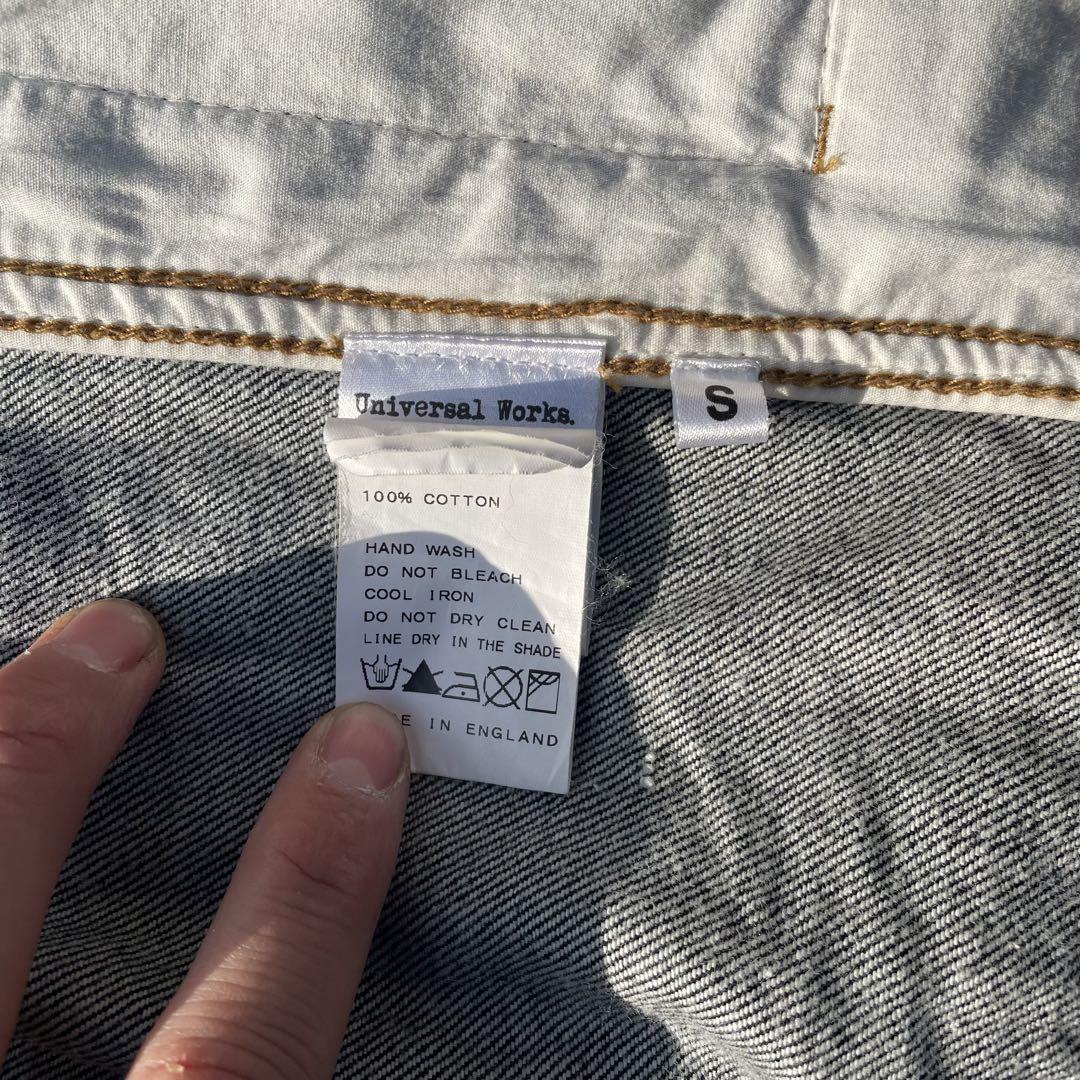 Universal Works.
S
100% COTTON
HAND WASH
DO NOT BLEACH
COOL IRON
DO NOT DRY CLEAN
LINE DRY IN THE SHADE
IN ENGLAND